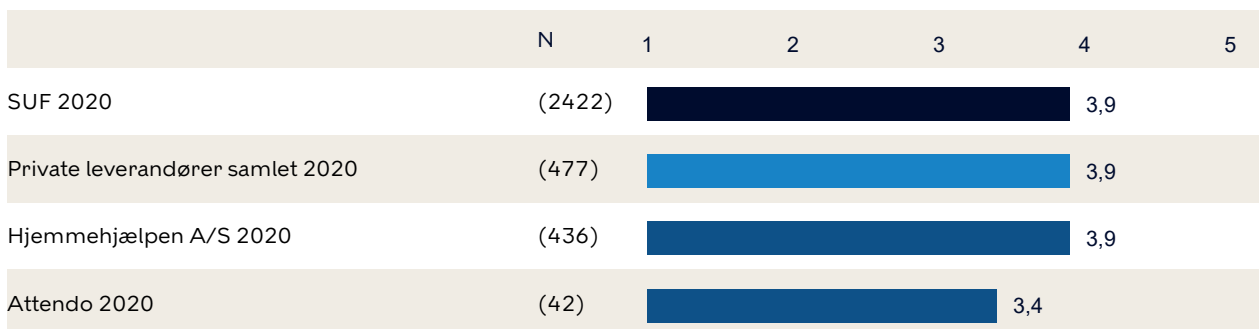 N 1 2 3 4 5
SUF 2020 (2422) 3,9
Private leverandører samlet 2020 (477) 3,9
Hjemmehjælpen A/S 2020 (436) 3,9
Attendo 2020 (42) 3,4